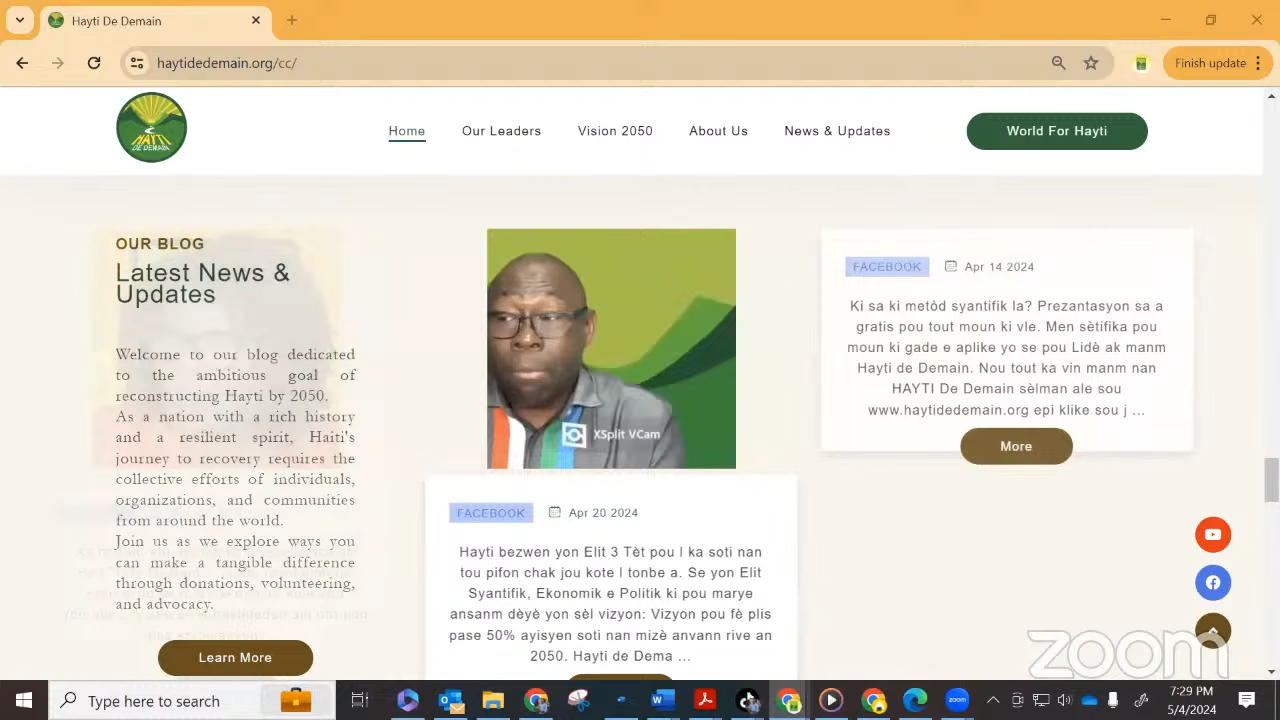 Hayti De Demain
haytidedemain.org/cc/
Finish update
HAYTI
DE DEMAIN
Home
Our Leaders
Vision 2050
About Us
News & Updates
World For Hayti
OUR BLOG
Latest News &
Updates
Welcome to our blog dedicated
to the ambitious goal of
reconstructing Hayti by 2050.
As a nation with a rich history
and a resilient spirit, Haiti's
journey to recovery requires the
collective efforts of individuals,
organizations, and communities
from around the world.
Join us as we explore ways you
can make a tangible difference
through donations, volunteering,
and advocacy.
Learn More
XSplit VCam
FACEBOOK
Apr 20 2024
Hayti bezwen yon Elit 3 Tèt pou l ka soti nan
tou pifon chak jou kote l tonbe a. Se yon Elit
Syantifik, Ekonomik e Politik ki pou marye
ansanm dèyè yon sèl vizyon: Vizyon pou fè plis
pase 50% ayisyen soti nan mizè anvann rive an
2050. Hayti de Dema ...
FACEBOOK
Apr 14 2024
Ki sa ki metòd syantifik la? Prezantasyon sa a
gratis pou tout moun ki vle. Men sètifika pou
moun ki gade e aplike yo se pou Lidè ak manm
Hayti de Demain. Nou tout ka vin manm nan
HAYTI De Demain sèlman ale sou
www.haytidedemain.org epi klike sou j ...
More
zoom
Type here to search
zoom
7:29 PM
5/4/2024